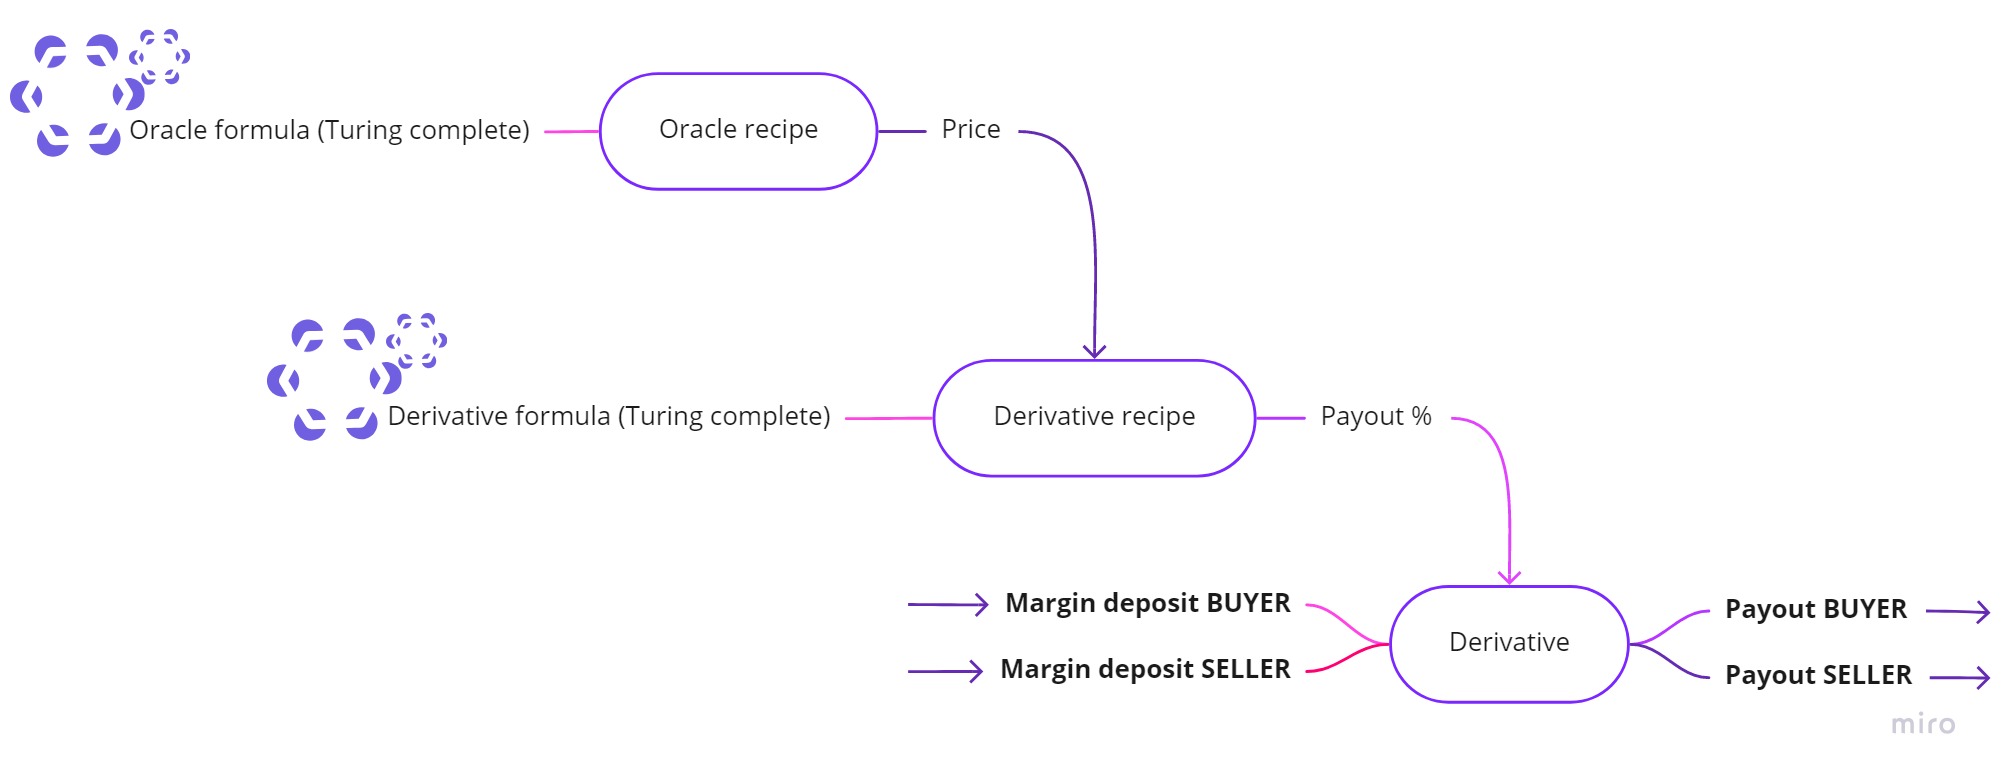 Oracle formula (Turing complete)
Oracle recipe
Price
Derivative formula (Turing complete)
Derivative recipe
Payout %
Margin deposit BUYER
Margin deposit SELLER
Derivative
Payout BUYER
Payout SELLER
miro